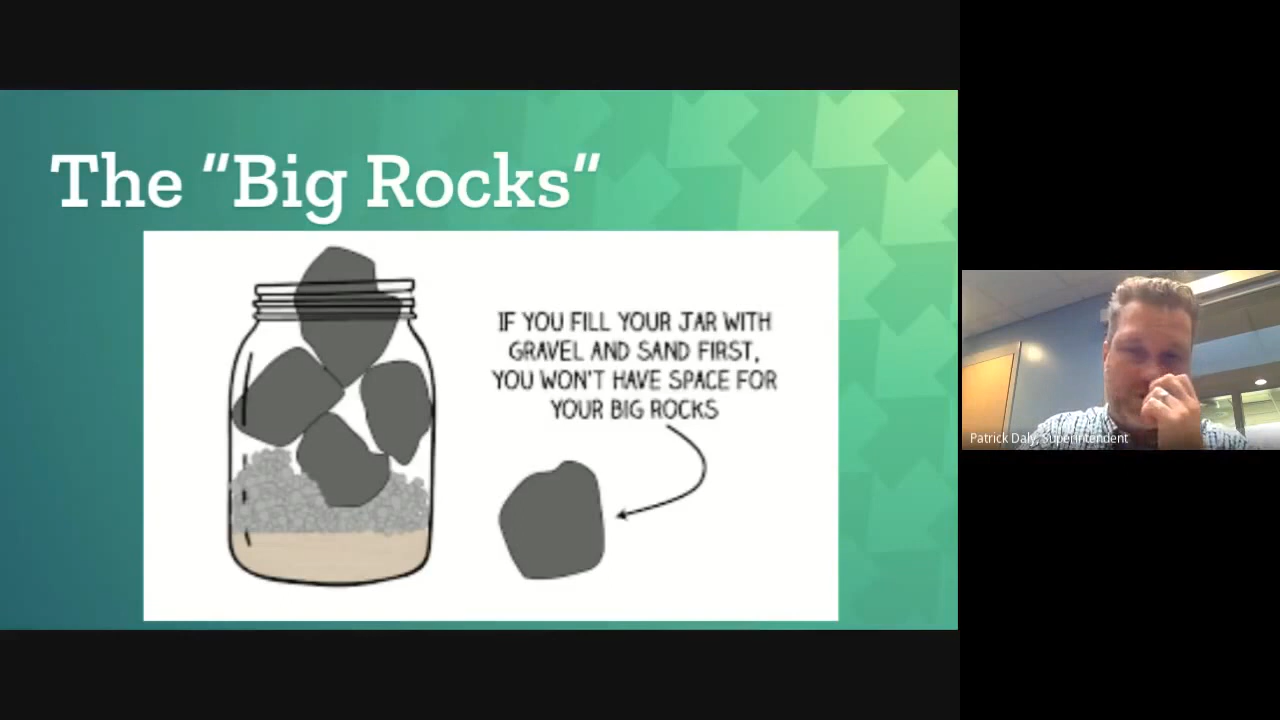 The “Big Rocks“
IF YOU FILL YOUR JAR WITH
GRAVEL AND SAND FIRST,
YOU WON'T HAVE SPACE FOR
YOUR BIG ROCKS
Patrick Daly, Superintendent